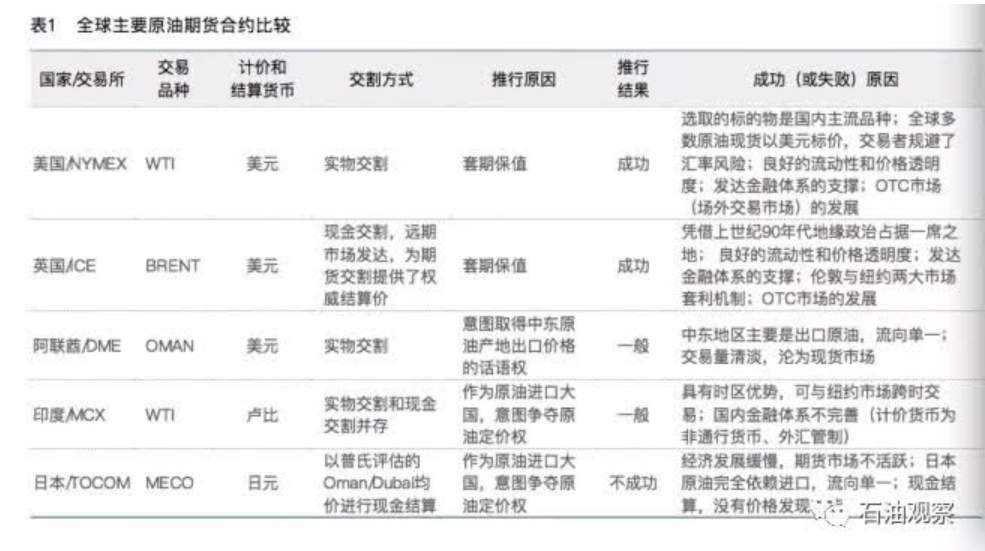 表1 全球主要原油期货合约比较
国家/交易所 交易品种 计价和结算货币 交割方式 推行原因 推行结果 成功（或失败）原因
美国/NYMEX WTI 美元 实物交割 套期保值 成功
选取的标的物是国内主流品种；全球多
数原油现货以美元标价，交易者规避了
汇率风险；良好的流动性和价格透明
度；发达金融体系的支撑；OTC市场
（场外交易市场）的发展
英国/ICE BRENT 美元
现金交割，远期
市场发达，为期
货交割提供了权
威结算价
套期保值 成功
凭借上世纪90年代地缘政治占据一席之
地； 良好的流动性和价格透明度；发达
金融体系的支撑；伦敦与纽约两大市场
套利机制；OTC市场的发展
阿联酋/DME OMAN 美元 实物交割
意图取得中东原
油产地出口价格
的话语权
一般
中东地区主要是出口原油，流向单一；
交易量清淡，沦为现货市场
印度/MCX WTI 卢比
实物交割和现金
交割并存
作为原油进口大
国，意图争夺原
油定价权
一般
具有时区优势，可与纽约市场跨时交
易；国内金融体系不完善（计价货币为
非通行货币、外汇管制）
日本/TOCOM MECO 日元
以普氏评估的
Oman/Dubai均
价进行现金结算
作为原油进口大
国，意图争夺原
油定价权
不成功
经济发展缓慢，期货市场不活跃；日本
原油完全依赖进口，流向单一；现金结
算，没有价格发现
石油观察